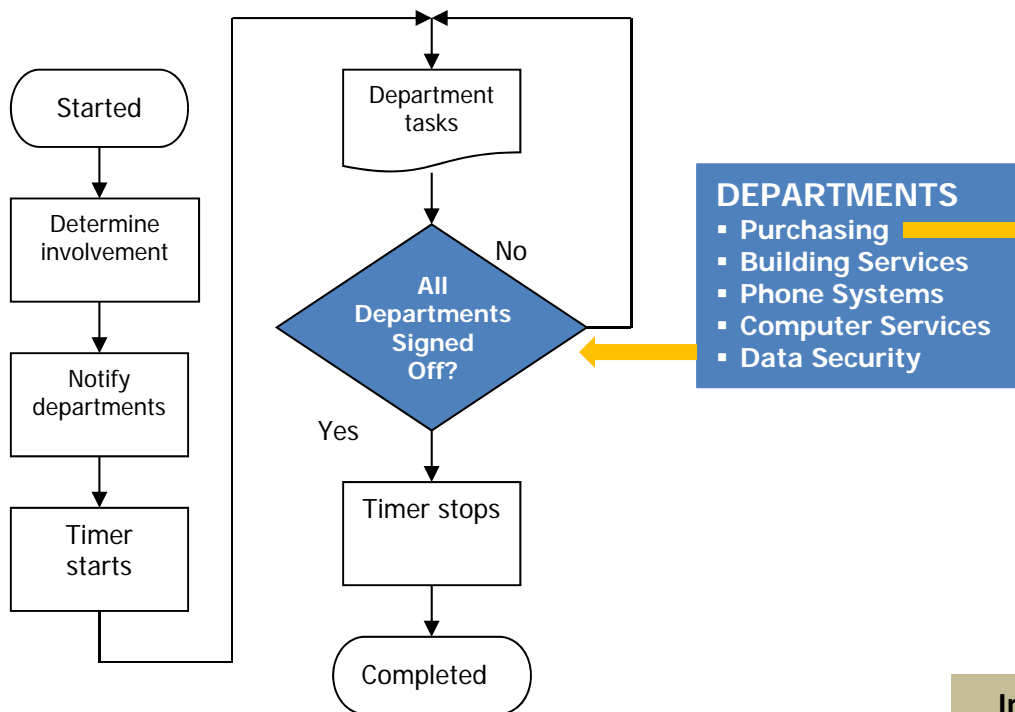 Started
Determine
involvement
Notify
departments
Timer
starts
Department
tasks
All
Departments
Signed
Off?
No
Yes
Timer stops
Completed
DEPARTMENTS
▪ Purchasing
▪ Building Services
▪ Phone Systems
▪ Computer Services
▪ Data Security